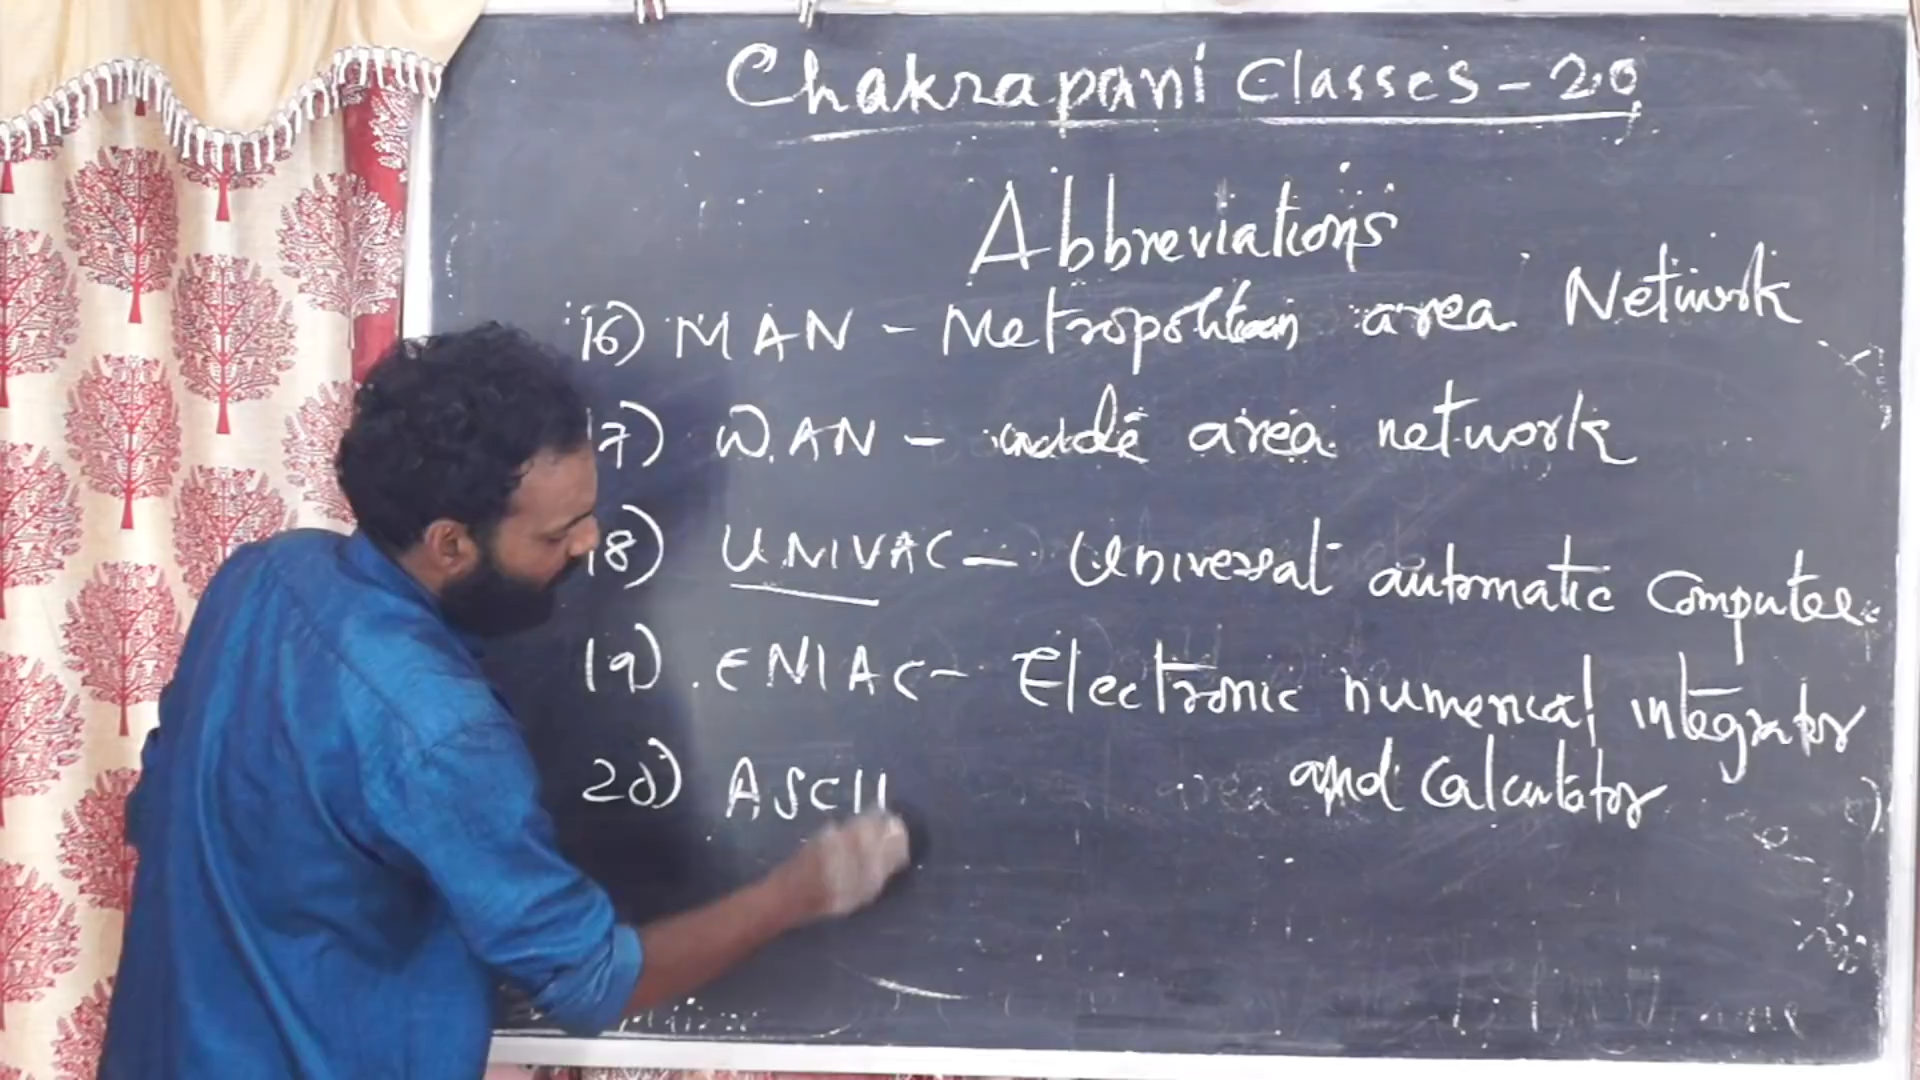 Chakrapani Classes - 20
Abbreviations
16) MAN - Metropolitan area Network
17) WAN - wide area network
18) UNIVAC - Universal automatic Computer
19) ENIAC - Electronic numerical integrator
and Calculator
20) ASCII